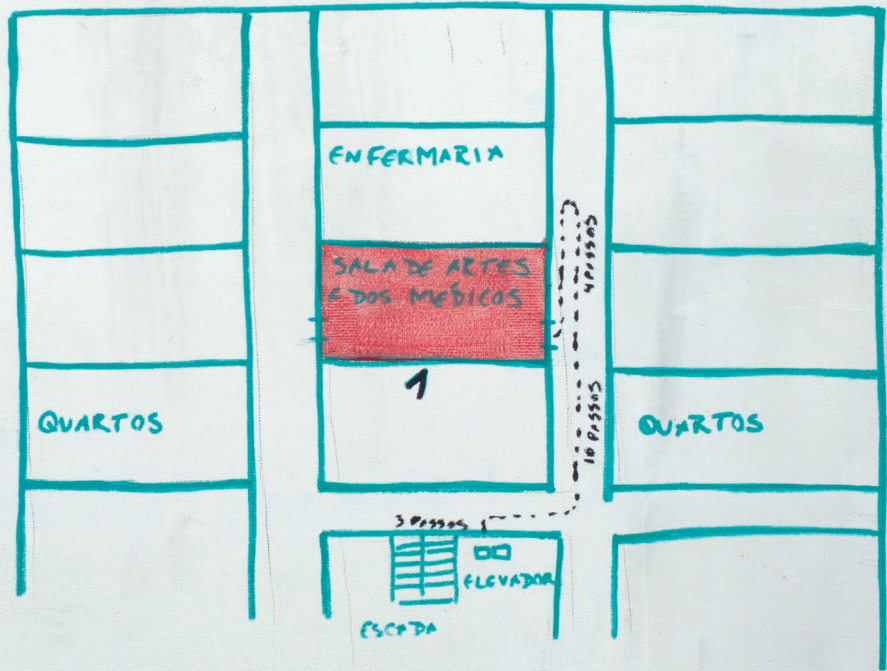 ENFERMARIA
SALA DE ARTES
E DOS MÉDICOS
4 PASSOS
1
10 PASSOS
QUARTOS
QUARTOS
3 PASSOS
ELEVADOR
ESCADA